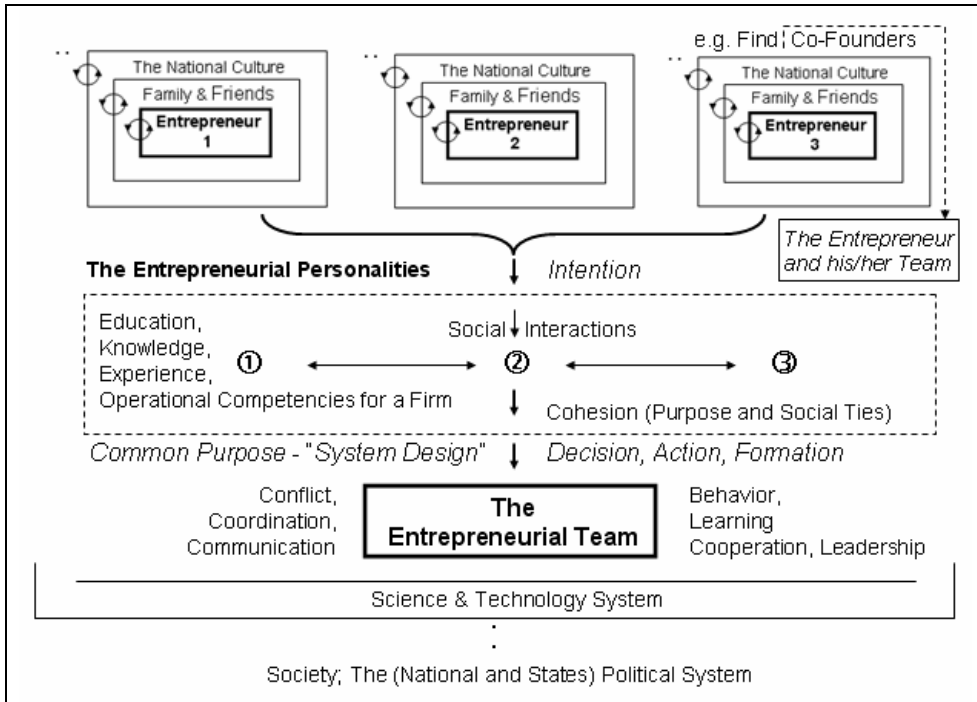 e.g. Find Co-Founders
..
The National Culture
Family & Friends
Entrepreneur
1
..
The National Culture
Family & Friends
Entrepreneur
2
..
The National Culture
Family & Friends
Entrepreneur
3
The Entrepreneur
and his/her Team
The Entrepreneurial Personalities
Intention
Education,
Knowledge,
Experience,
Operational Competencies for a Firm
Social Interactions
① ② ③
Cohesion (Purpose and Social Ties)
Common Purpose - "System Design"
Decision, Action, Formation
Conflict,
Coordination,
Communication
The
Entrepreneurial Team
Behavior,
Learning
Cooperation, Leadership
Science & Technology System
:
Society; The (National and States) Political System